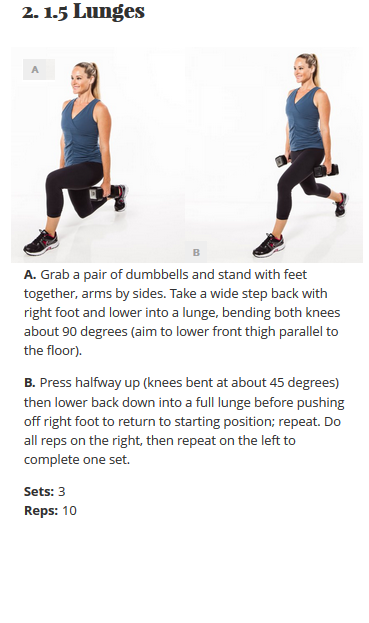 2. 1.5 Lunges
A
B
A. Grab a pair of dumbbells and stand with feet
together, arms by sides. Take a wide step back with
right foot and lower into a lunge, bending both knees
about 90 degrees (aim to lower front thigh parallel to
the floor).
B. Press halfway up (knees bent at about 45 degrees)
then lower back down into a full lunge before pushing
off right foot to return to starting position; repeat. Do
all reps on the right, then repeat on the left to
complete one set.
Sets: 3
Reps: 10